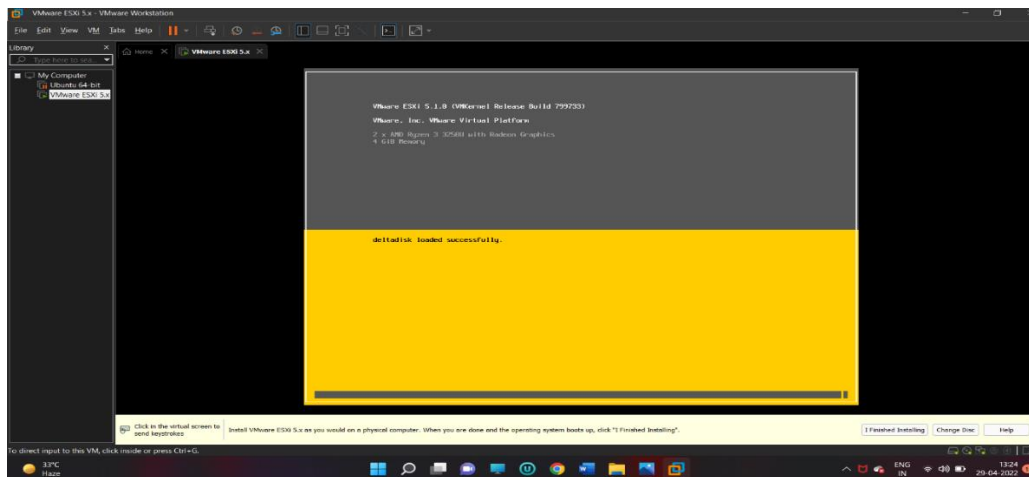 VMware ESXi 5.x - VMware Workstation
File Edit View VM Tabs Help
Library
Type here to sea...
Home
VMware ESXi 5.x
My Computer
Ubuntu 64-bit
VMware ESXi 5.x
VMware ESXi 5.1.0 (VMKernel Release Build 799733)
VMware, Inc. VMware Virtual Platform
2 x AMD Ryzen 3 3250U with Radeon Graphics
4 GiB Memory
deltadisk loaded successfully.
Click in the virtual screen to
send keystrokes
Install VMware ESXi 5.x as you would on a physical computer. When you are done and the operating system boots up, click "I Finished Installing".
I Finished Installing
Change Disc
Help
To direct input to this VM, click inside or press Ctrl+G.
33°C
Haze
ENG
IN
13:24
29-04-2022